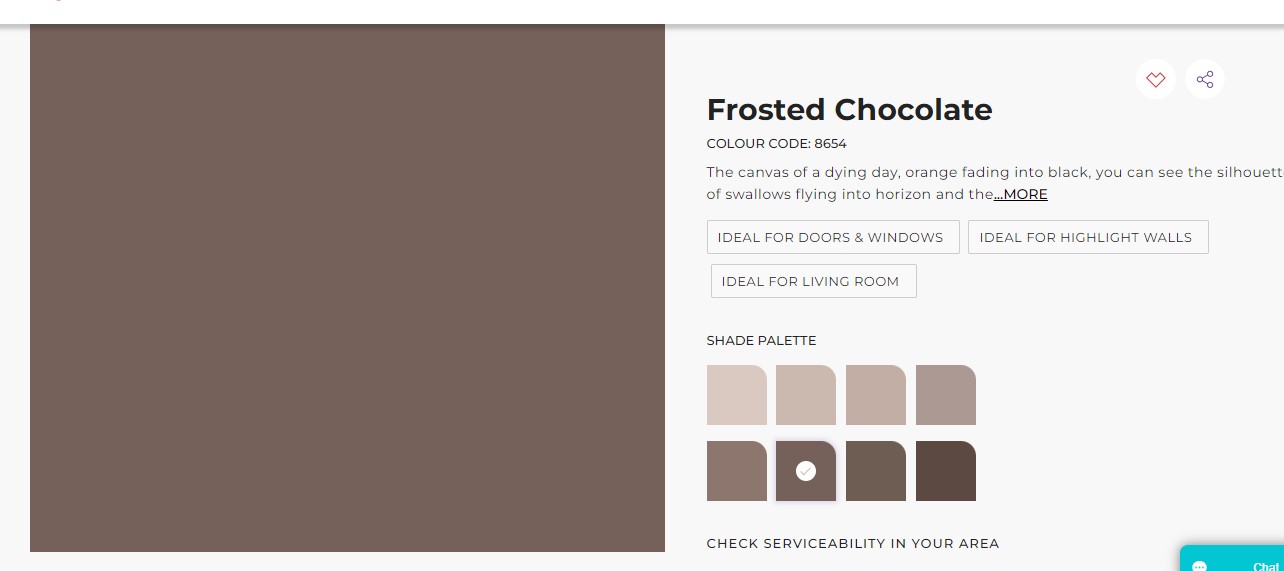 Frosted Chocolate
COLOUR CODE: 8654
The canvas of a dying day, orange fading into black, you can see the silhouett
of swallows flying into horizon and the...MORE
IDEAL FOR DOORS & WINDOWS
IDEAL FOR HIGHLIGHT WALLS
IDEAL FOR LIVING ROOM
SHADE PALETTE
CHECK SERVICEABILITY IN YOUR AREA
Chat